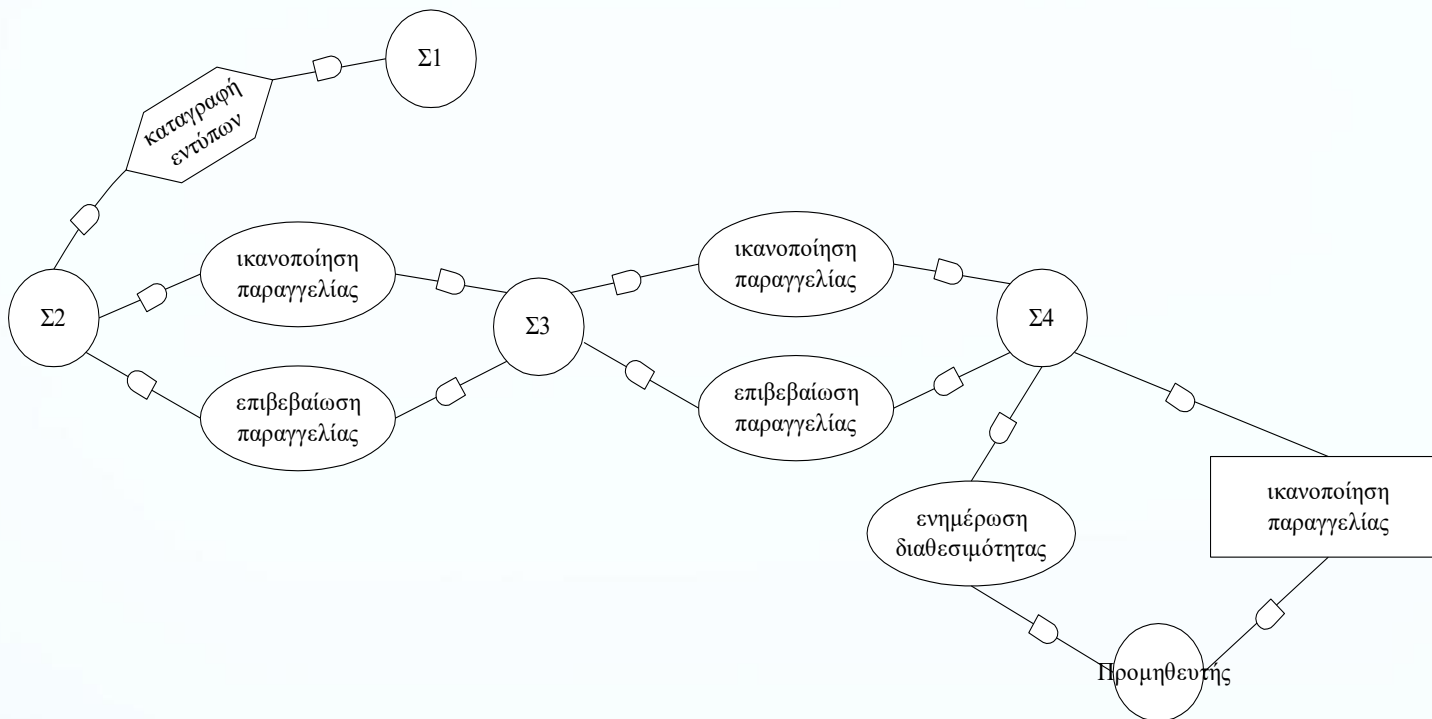 Σ1
καταγραφή
εντύπων
ικανοποίηση
παραγγελίας
ικανοποίηση
παραγγελίας
Σ2
Σ3
Σ4
επιβεβαίωση
παραγγελίας
επιβεβαίωση
παραγγελίας
ενημέρωση
διαθεσιμότητας
ικανοποίηση
παραγγελίας
Προμηθευτής